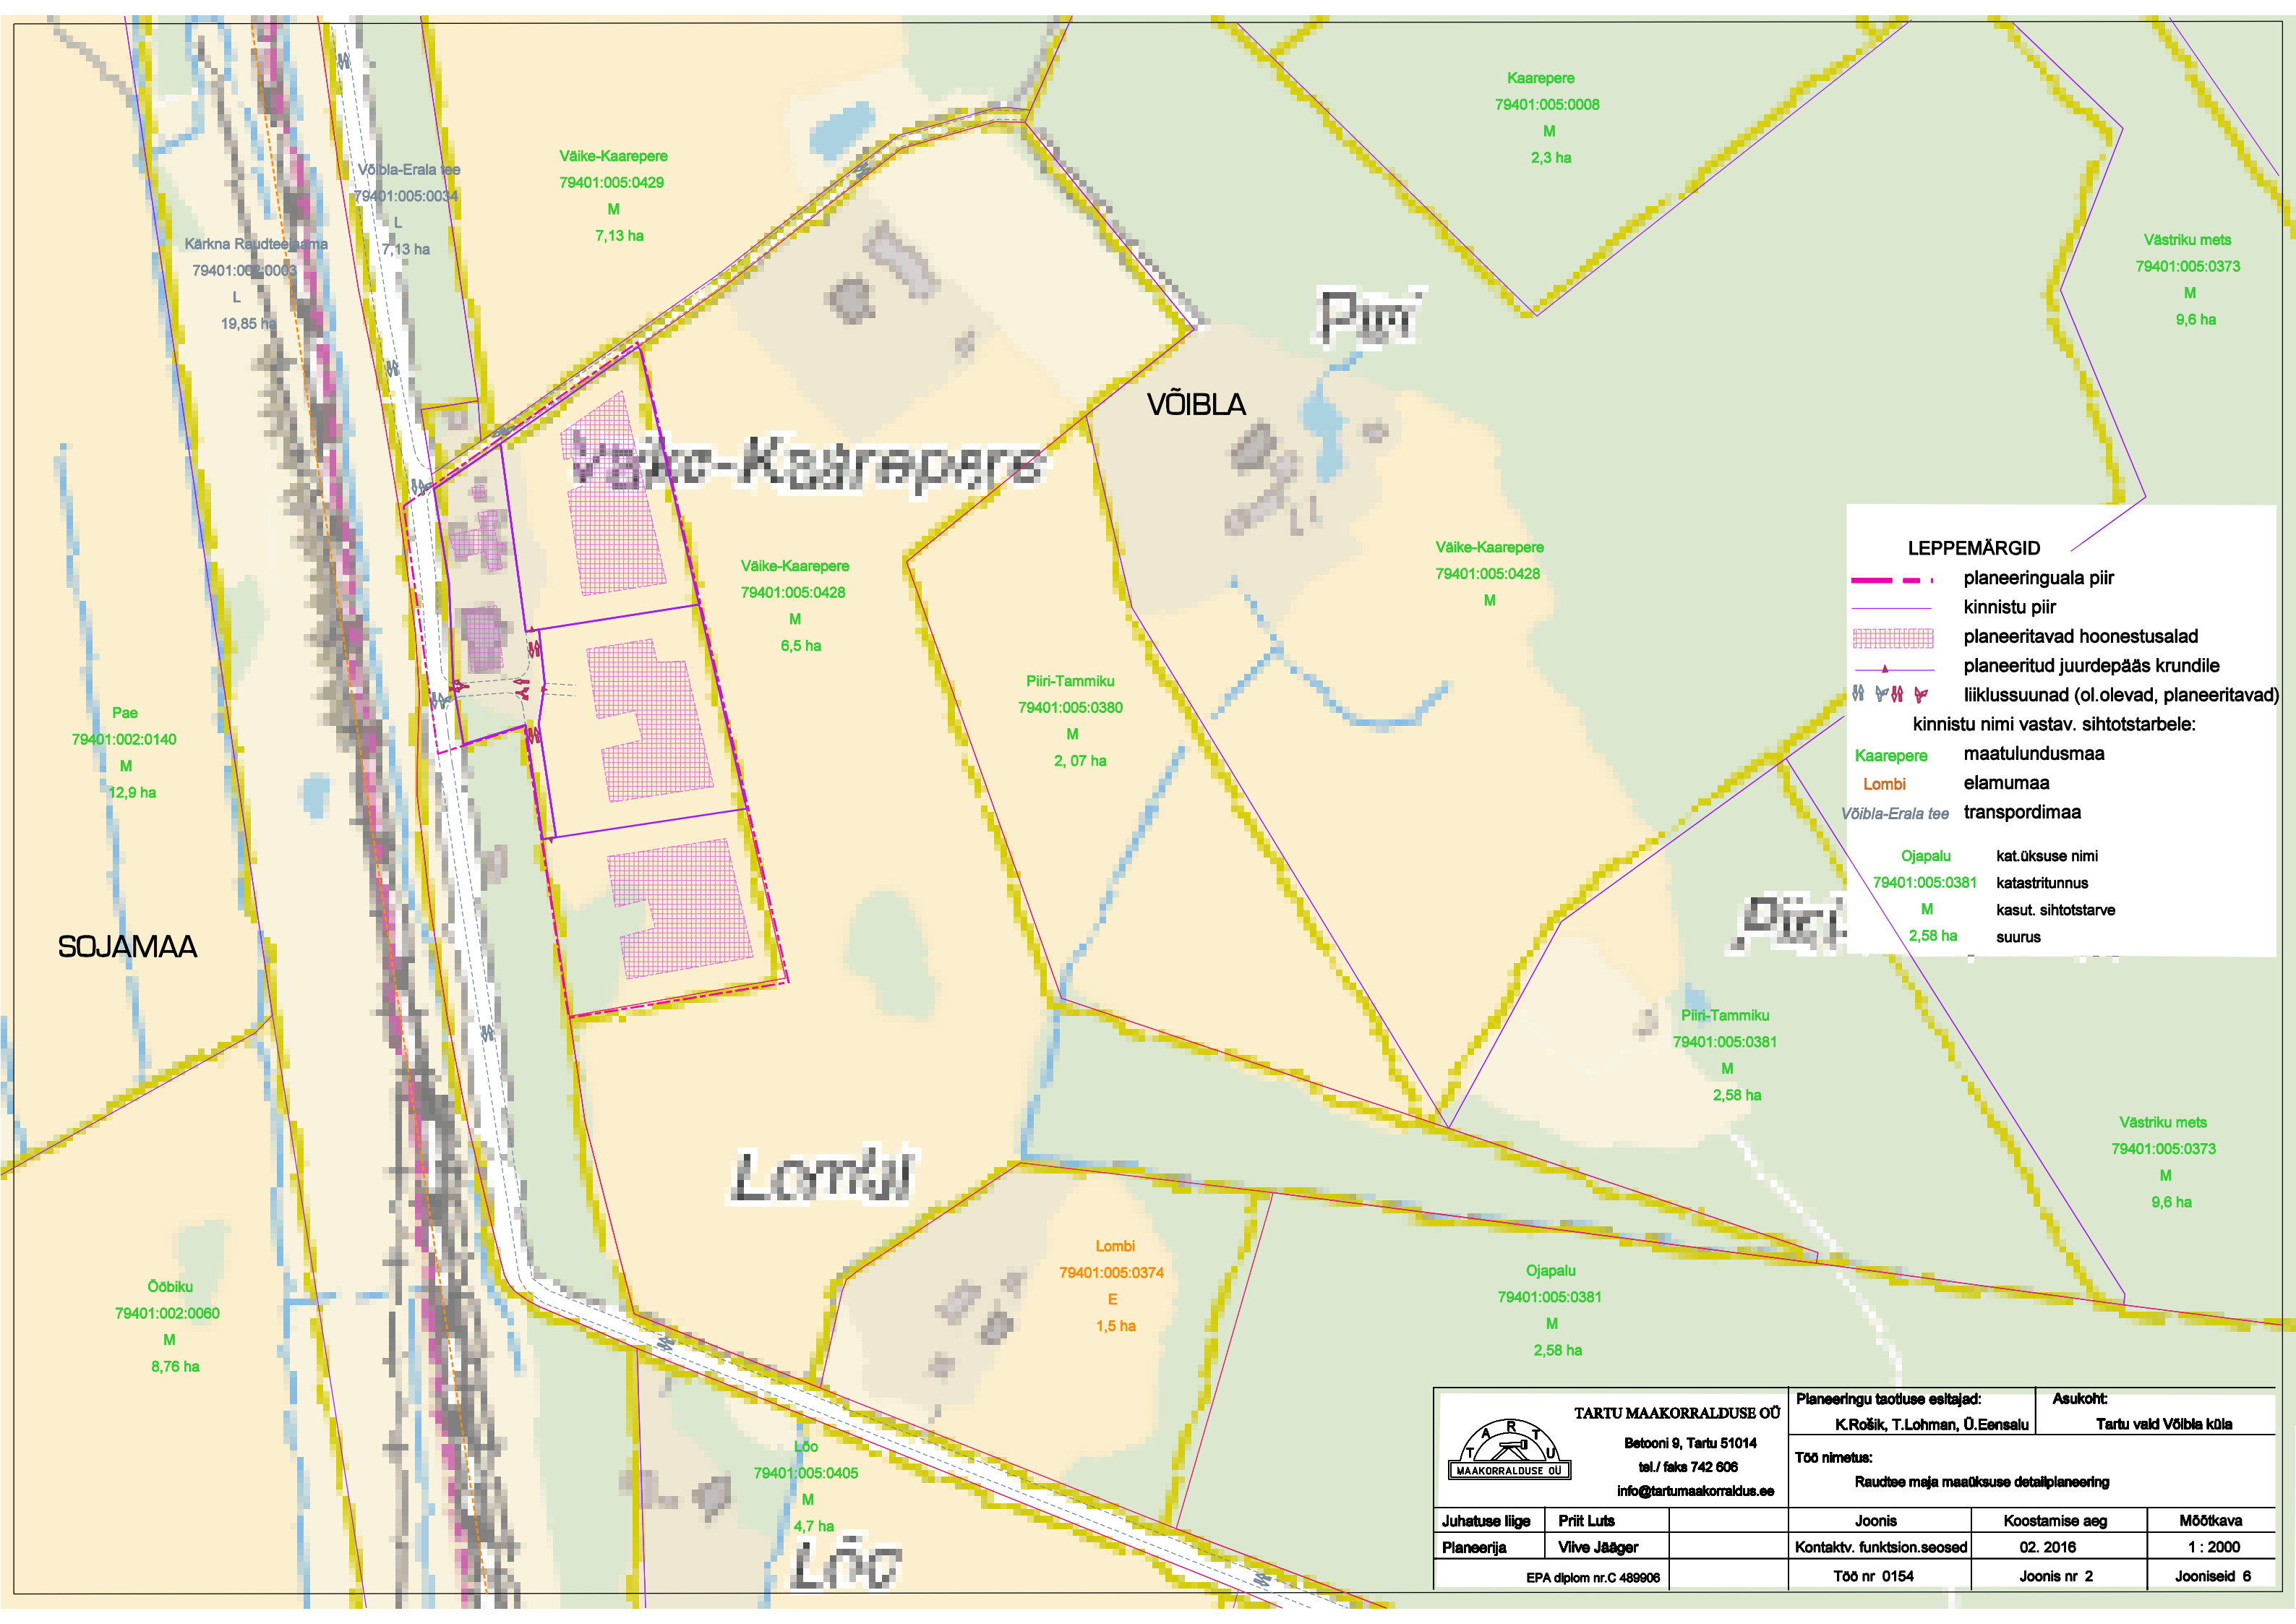 Kaarepere
79401:005:0008
M
2,3 ha
Väike-Kaarepere
79401:005:0429
M
7,13 ha
Võibla-Erala tee
79401:005:0034
L
7,13 ha
Kärkna Raudteejaama
79401:002:0003
L
19,85 ha
Västriku mets
79401:005:0373
M
9,6 ha
Piiri
VÕIBLA
Väike-Kaarepere
Väike-Kaarepere
79401:005:0428
M
6,5 ha
Väike-Kaarepere
79401:005:0428
M
Piiri-Tammiku
79401:005:0380
M
2, 07 ha
Pae
79401:002:0140
M
12,9 ha
SOJAMAA
LEPPEMÄRGID
planeeringuala piir
kinnistu piir
planeeritavad hoonestusalad
planeeritud juurdepääs krundile
liiklussuunad (ol.olevad, planeeritavad)
kinnistu nimi vastav. sihtotstarbele:
Kaarepere maatulundusmaa
Lombi elamumaa
Võibla-Erala tee transpordimaa
Ojapalu kat.üksuse nimi
79401:005:0381 katastritunnus
M kasut. sihtotstarve
2,58 ha suurus
Piiri-Tammiku
79401:005:0381
M
2,58 ha
Västriku mets
79401:005:0373
M
9,6 ha
Lombi
Lombi
79401:005:0374
E
1,5 ha
Ojapalu
79401:005:0381
M
2,58 ha
Ööbiku
79401:002:0060
M
8,76 ha
Lõo
79401:005:0405
M
4,7 ha
Lõo
TARTU
MAAKORRALDUSE OÜ
TARTU MAAKORRALDUSE OÜ
Betooni 9, Tartu 51014
tel./ faks 742 606
info@tartumaakorraldus.ee
Planeeringu taotluse esitajad:
K.Rošik, T.Lohman, Ü.Eensalu
Asukoht:
Tartu vald Võibla küla
Töö nimetus:
Raudtee maja maaüksuse detailplaneering
Juhatuse liige Priit Luts Joonis Koostamise aeg Mõõtkava
Planeerija Viive Jääger Kontaktv. funktsion.seosed 02. 2016 1 : 2000
EPA diplom nr.C 489906 Töö nr 0154 Joonis nr 2 Jooniseid 6